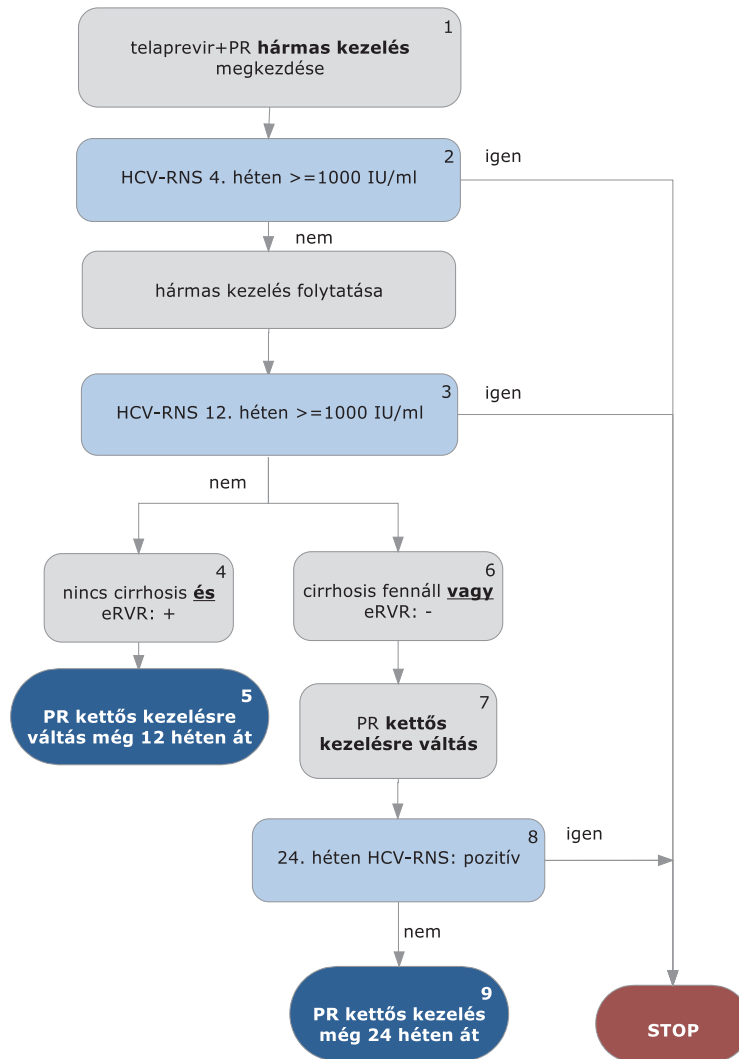 1
telaprevir+PR hármas kezelés
megkezdése
2
HCV-RNS 4. héten >=1000 IU/ml
igen
nem
hármas kezelés folytatása
3
HCV-RNS 12. héten >=1000 IU/ml
igen
nem
4
nincs cirrhosis és
eRVR: +
6
cirrhosis fennáll vagy
eRVR: -
5
PR kettős kezelésre
váltás még 12 héten át
7
PR kettős
kezelésre váltás
8
24. héten HCV-RNS: pozitív
igen
nem
9
PR kettős kezelés
még 24 héten át
STOP